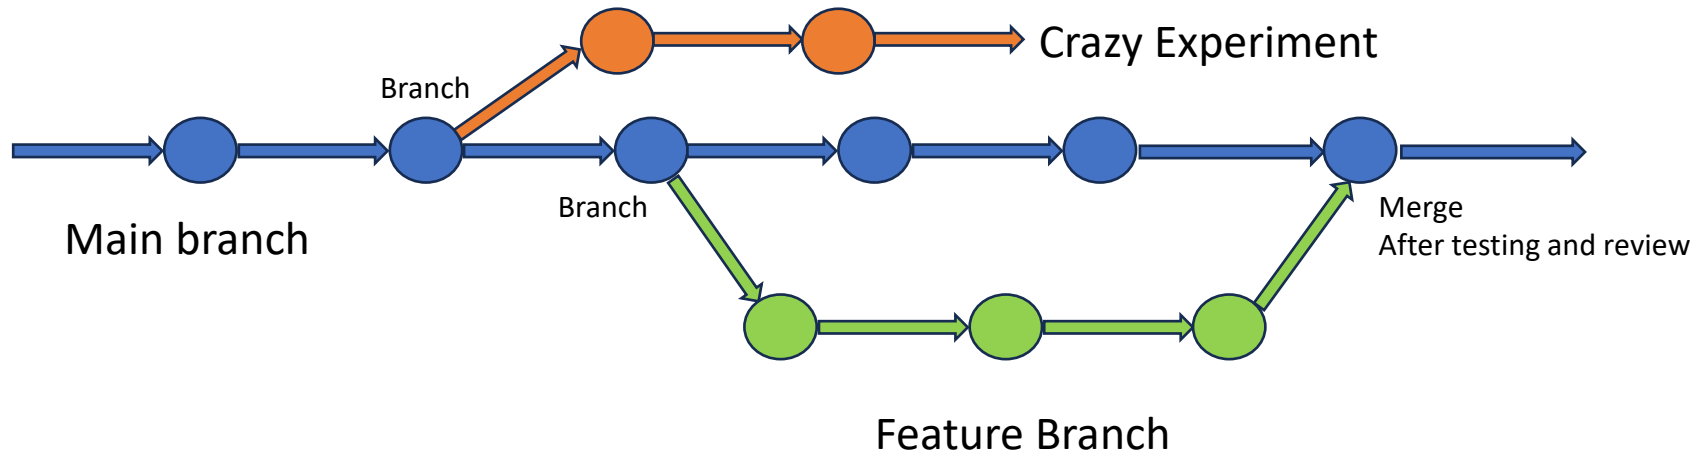 Crazy Experiment
Branch
Branch
Main branch
Merge
After testing and review
Feature Branch